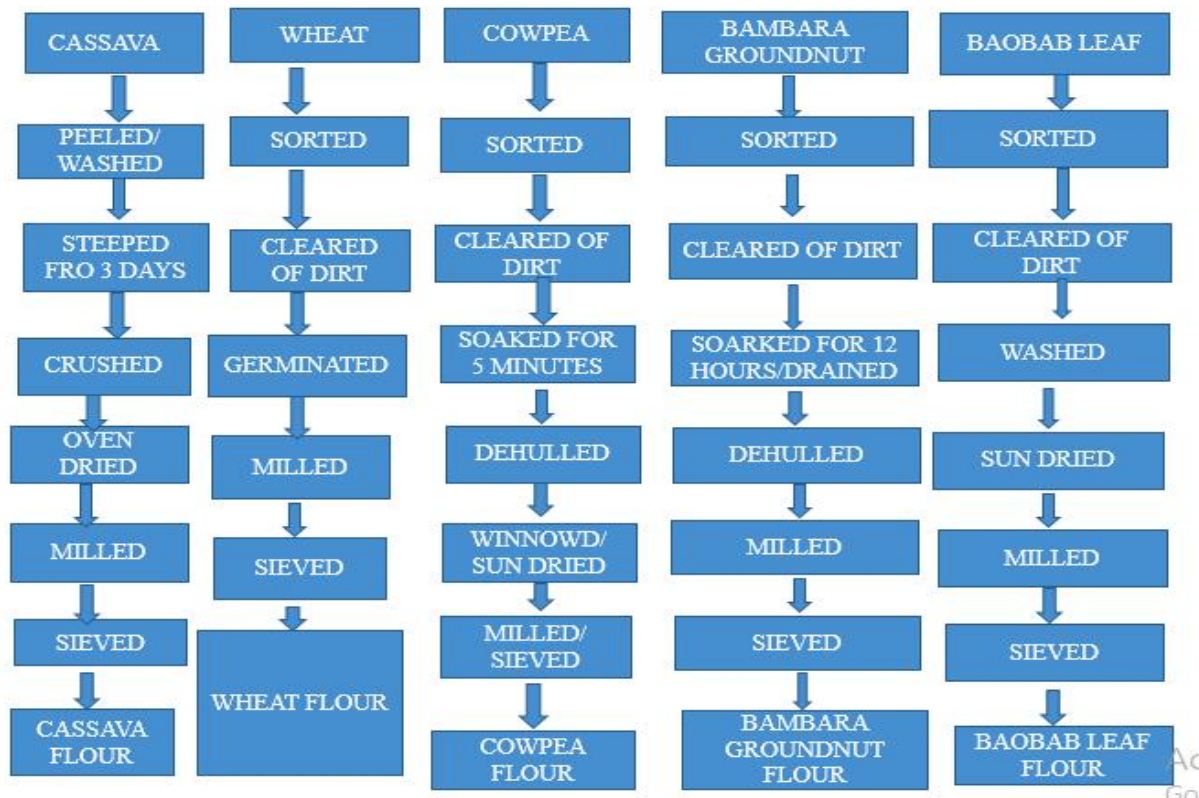 CASSAVA
PEELED/
WASHED
STEEPED
FRO 3 DAYS
CRUSHED
OVEN
DRIED
MILLED
SIEVED
CASSAVA
FLOUR
WHEAT
SORTED
CLEARED
OF DIRT
GERMINATED
MILLED
SIEVED
WHEAT FLOUR
COWPEA
SORTED
CLEARED OF
DIRT
SOAKED FOR
5 MINUTES
DEHULLED
WINNOWD/
SUN DRIED
MILLED/
SIEVED
COWPEA
FLOUR
BAMBARA
GROUNDNUT
SORTED
CLEARED OF DIRT
SOARKED FOR 12
HOURS/DRAINED
DEHULLED
MILLED
SIEVED
BAMBARA
GROUNDNUT
FLOUR
BAOBAB LEAF
SORTED
CLEARED OF
DIRT
WASHED
SUN DRIED
MILLED
SIEVED
BAOBAB LEAF
FLOUR